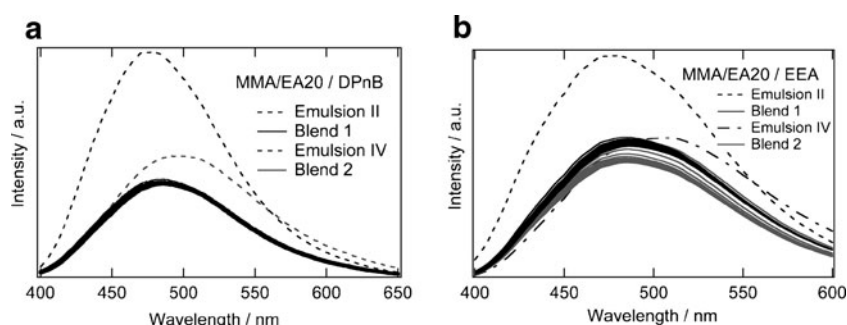 a
MMA/EA20 / DPnB
Emulsion II
Blend 1
Emulsion IV
Blend 2
Intensity / a.u.
400 450 500 550 600 650
Wavelength / nm
b
MMA/EA20 / EEA
Emulsion II
Blend 1
Emulsion IV
Blend 2
Intensity / a.u.
400 450 500 550 600
Wavelength / nm